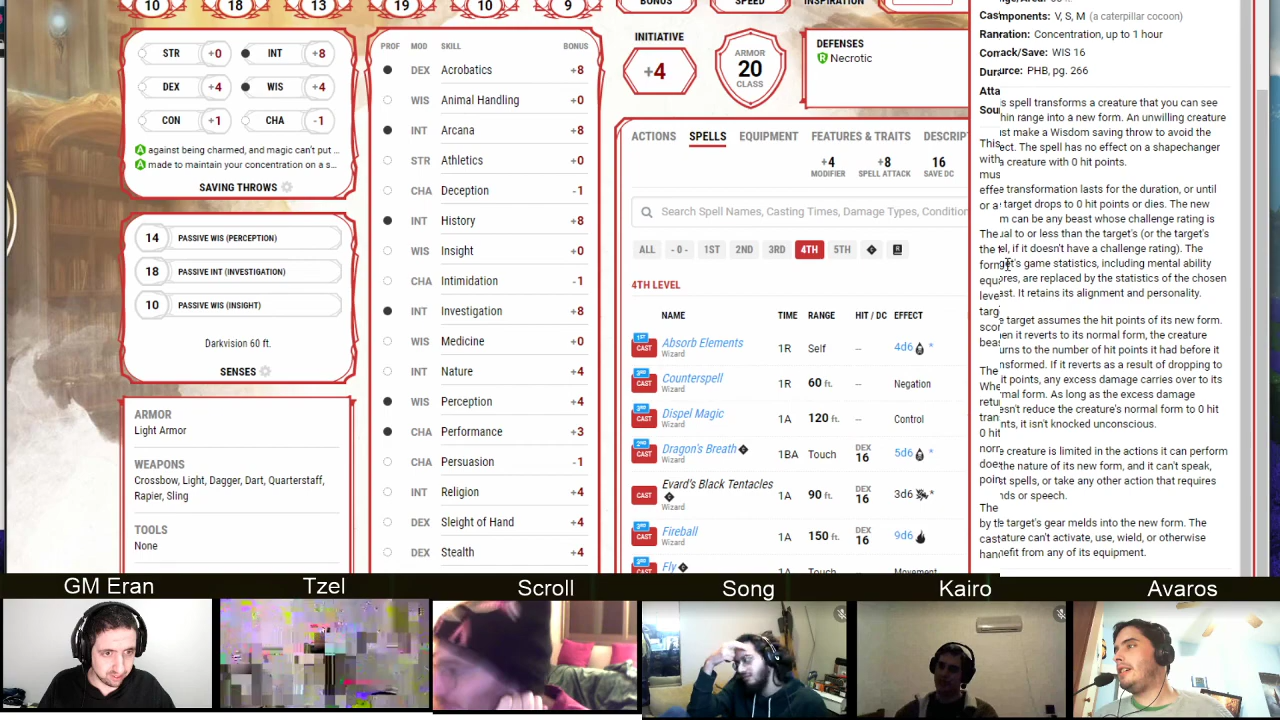 10 18 13 19 10 9
BONUS SPEED INSPIRATION
STR +0 INT +8
DEX +4 WIS +4
CON +1 CHA -1
against being charmed, and magic can't put ...
made to maintain your concentration on a s...
SAVING THROWS
14 PASSIVE WIS (PERCEPTION)
18 PASSIVE INT (INVESTIGATION)
10 PASSIVE WIS (INSIGHT)
Darkvision 60 ft.
SENSES
ARMOR
Light Armor
WEAPONS
Crossbow, Light, Dagger, Dart, Quarterstaff,
Rapier, Sling
TOOLS
None
PROF MOD SKILL BONUS
DEX Acrobatics +8
WIS Animal Handling +0
INT Arcana +8
STR Athletics +0
CHA Deception -1
INT History +8
WIS Insight +0
CHA Intimidation -1
INT Investigation +8
WIS Medicine +0
INT Nature +4
WIS Perception +4
CHA Performance +3
CHA Persuasion -1
INT Religion +4
DEX Sleight of Hand +4
DEX Stealth +4
INITIATIVE
+4
ARMOR
20
CLASS
DEFENSES
R Necrotic
ACTIONS SPELLS EQUIPMENT FEATURES & TRAITS DESCRIP
+4 +8 16
MODIFIER SPELL ATTACK SAVE DC
Search Spell Names, Casting Times, Damage Types, Condition
ALL - 0 - 1ST 2ND 3RD 4TH 5TH R
4TH LEVEL
NAME TIME RANGE HIT / DC EFFECT
1ST CAST Absorb Elements 1R Self -- 4d6 *
Wizard
3RD CAST Counterspell 1R 60 ft. -- Negation
Wizard
3RD CAST Dispel Magic 1A 120 ft. -- Control
Wizard
2ND CAST Dragon's Breath 1BA Touch DEX 16 5d6 *
Wizard
CAST Evard's Black Tentacles 1A 90 ft. DEX 16 3d6 *
Wizard
3RD CAST Fireball 1A 150 ft. DEX 16 9d6
Wizard
3RD Fly 1A Touch -- Movement
mponents: V, S, M (a caterpillar cocoon)
ration: Concentration, up to 1 hour
ack/Save: WIS 16
urce: PHB, pg. 266
s spell transforms a creature that you can see
hin range into a new form. An unwilling creature
st make a Wisdom saving throw to avoid the
ect. The spell has no effect on a shapechanger
a creature with 0 hit points.
e transformation lasts for the duration, or until
target drops to 0 hit points or dies. The new
m can be any beast whose challenge rating is
ual to or less than the target's (or the target's
el, if it doesn't have a challenge rating). The
et's game statistics, including mental ability
res, are replaced by the statistics of the chosen
ast. It retains its alignment and personality.
e target assumes the hit points of its new form.
en it reverts to its normal form, the creature
urns to the number of hit points it had before it
nsformed. If it reverts as a result of dropping to
it points, any excess damage carries over to its
rmal form. As long as the excess damage
esn't reduce the creature's normal form to 0 hit
nts, it isn't knocked unconscious.
e creature is limited in the actions it can perform
the nature of its new form, and it can't speak,
st spells, or take any other action that requires
nds or speech.
target's gear melds into the new form. The
ature can't activate, use, wield, or otherwise
nefit from any of its equipment.
GM Eran Tzel Scroll Song Kairo Avaros